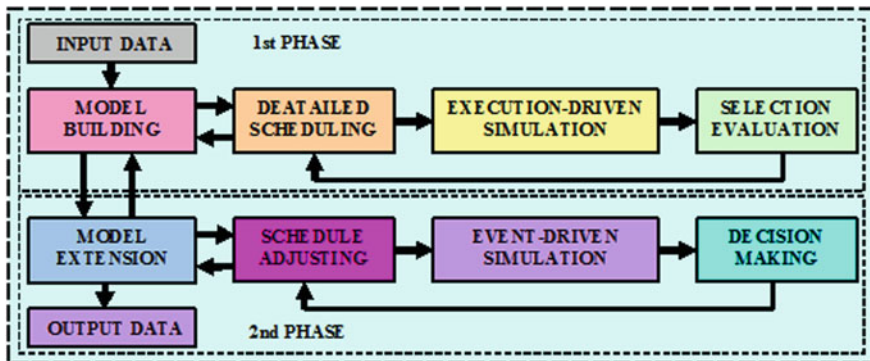 INPUT DATA
1st PHASE
MODEL
BUILDING
DEATAILED
SCHEDULING
EXECUTION-DRIVEN
SIMULATION
SELECTION
EVALUATION
MODEL
EXTENSION
SCHEDULE
ADJUSTING
EVENT-DRIVEN
SIMULATION
DECISION
MAKING
OUTPUT DATA
2nd PHASE